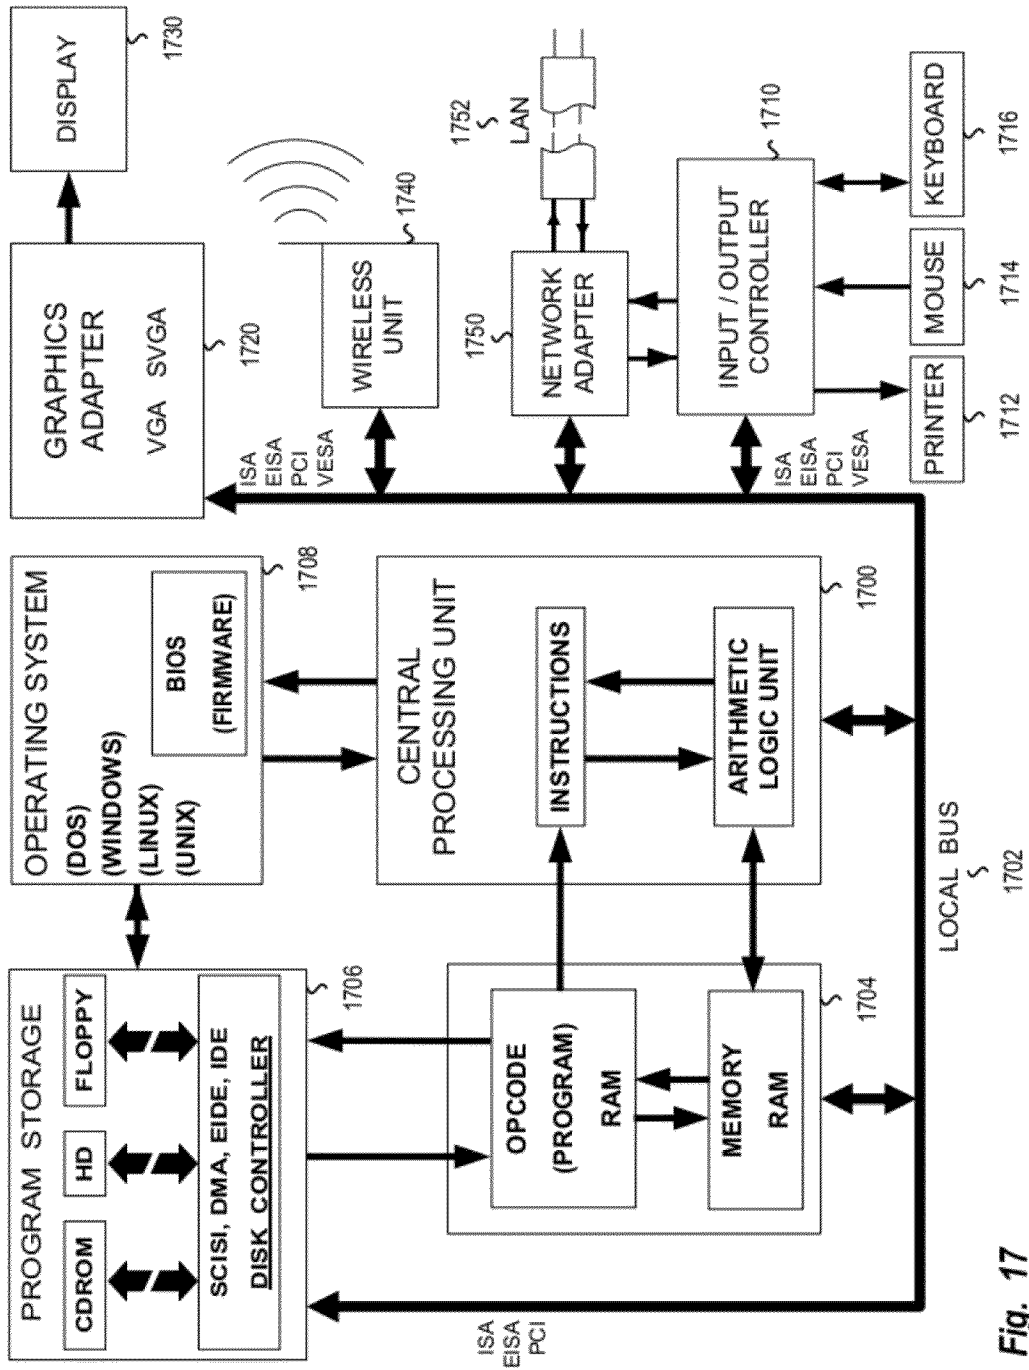 PROGRAM STORAGE
CDROM
HD
FLOPPY
SCISI, DMA, EIDE, IDE
DISK CONTROLLER
1706
OPERATING SYSTEM
(DOS)
(WINDOWS)
(LINUX)
(UNIX)
BIOS
(FIRMWARE)
1708
GRAPHICS
ADAPTER
VGA SVGA
1720
DISPLAY
1730
ISA
EISA
PCI
VESA
WIRELESS
UNIT
1740
CENTRAL
PROCESSING UNIT
INSTRUCTIONS
ARITHMETIC
LOGIC UNIT
1700
OPCODE
(PROGRAM)
RAM
MEMORY
RAM
1704
ISA
EISA
PCI
1750
NETWORK
ADAPTER
1752
LAN
INPUT / OUTPUT
CONTROLLER
1710
ISA
EISA
PCI
VESA
PRINTER
1712
MOUSE
1714
KEYBOARD
1716
LOCAL BUS
1702
Fig. 17